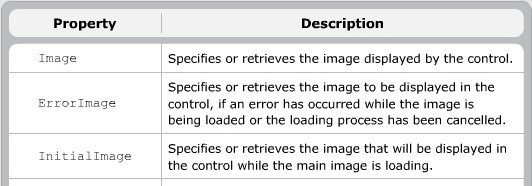 Property Description
Image Specifies or retrieves the image displayed by the control.
Specifies or retrieves the image to be displayed in the
ErrorImage control, if an error has occurred while the image is
being loaded or the loading process has been cancelled.
InitialImage Specifies or retrieves the image that will be displayed in
the control while the main image is loading.